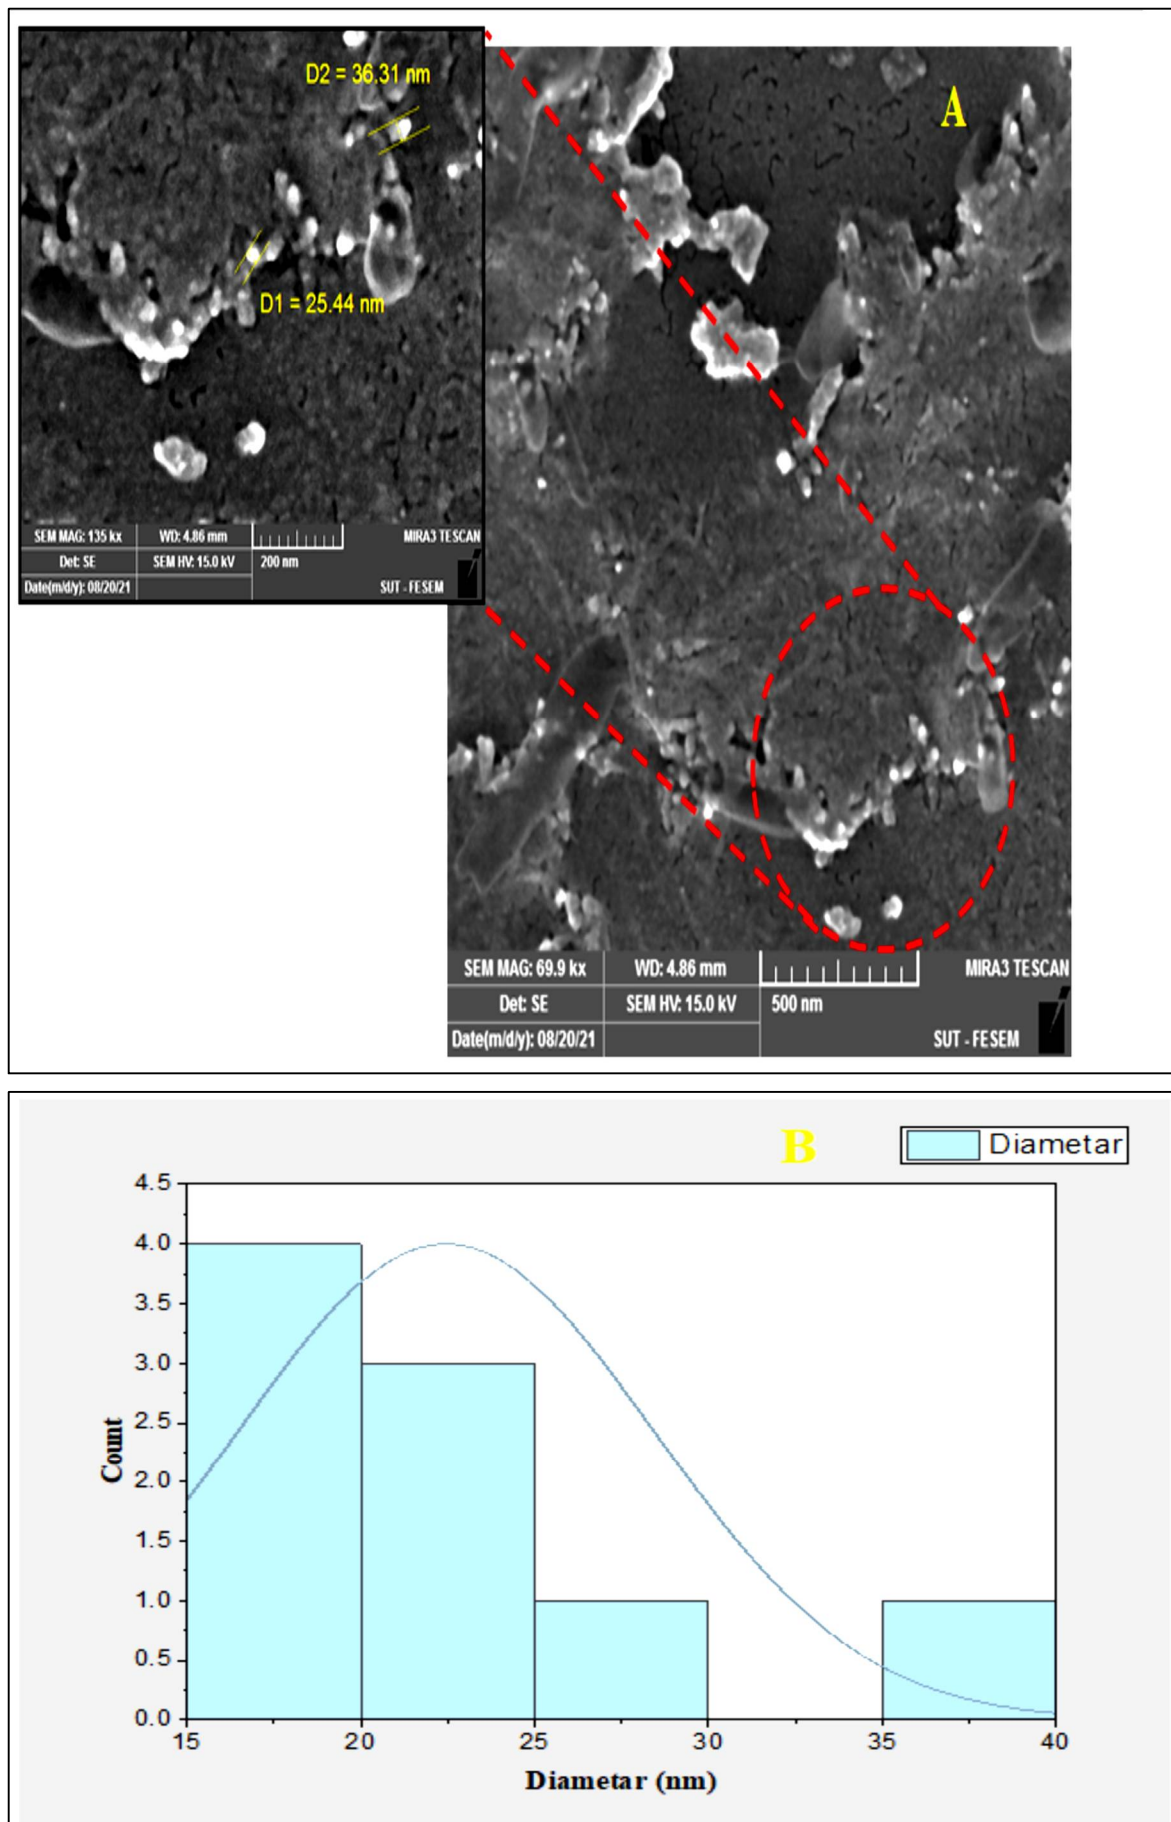 D2 = 36.31 nm
D1 = 25.44 nm
SEM MAG: 135 kx
WD: 4.86 mm
MIRA3 TESCAN
Det: SE
SEM HV: 15.0 kV
200 nm
Date(m/d/y): 08/20/21
SUT - FESEM
A
SEM MAG: 69.9 kx
WD: 4.86 mm
MIRA3 TESCAN
Det: SE
SEM HV: 15.0 kV
500 nm
Date(m/d/y): 08/20/21
SUT - FESEM
B
Diametar
4.5
4.0
3.5
3.0
2.5
2.0
1.5
1.0
0.5
0.0
Count
15 20 25 30 35 40
Diametar (nm)